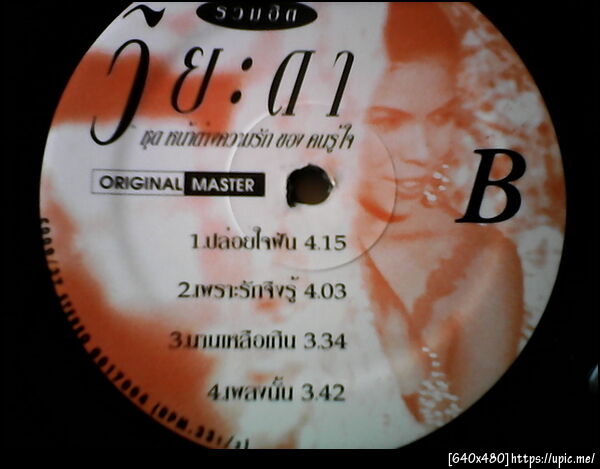 รวมฮิต
วิยะดา
ชุด หน้าต่างความรัก ของ คนรู้ใจ
ORIGINAL MASTER
B
1.ปล่อยใจฝัน 4.15
2.เพราะรักจึงรู้ 4.03
3.นานเหลือเกิน 3.34
4.เพลงนั้น 3.42
[640x480]https://upic.me/